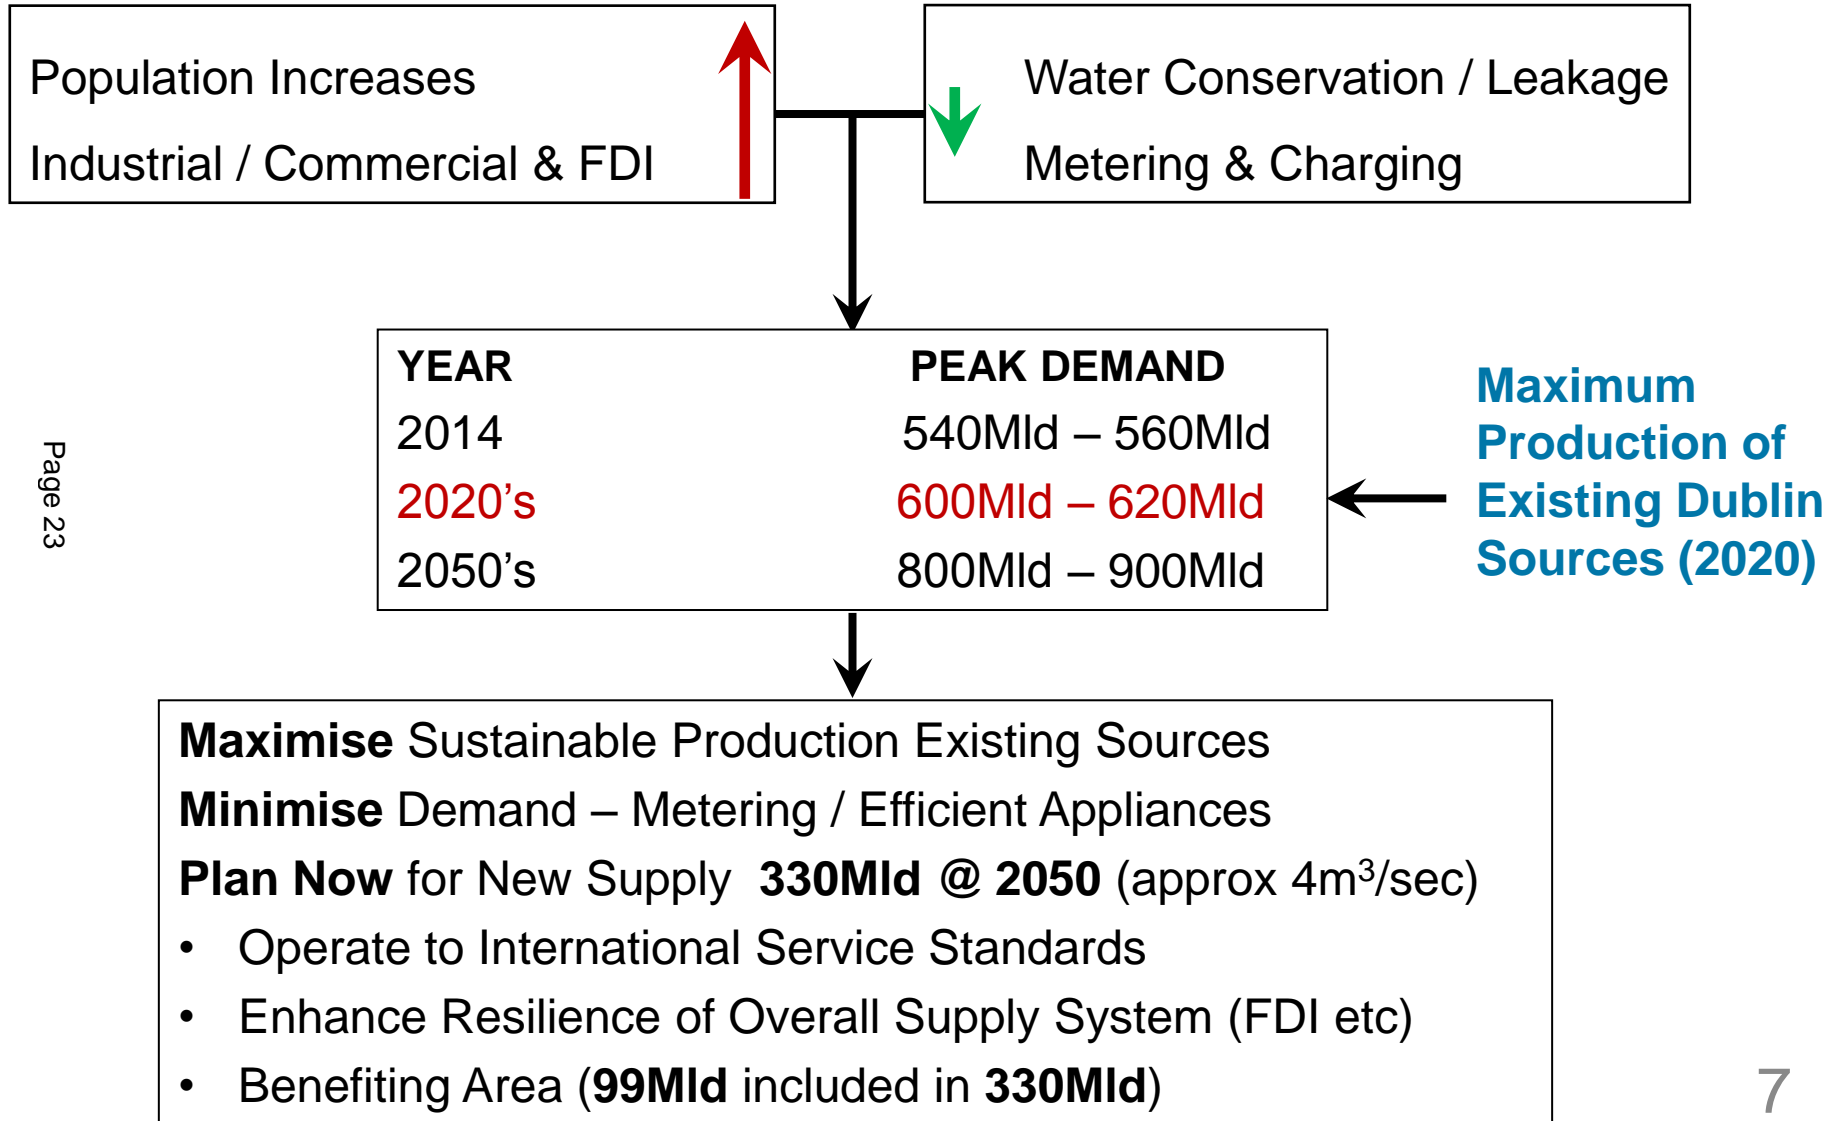 Population Increases
Industrial / Commercial & FDI
Water Conservation / Leakage
Metering & Charging
YEAR PEAK DEMAND
2014 540Mld – 560Mld
2020’s 600Mld – 620Mld
2050’s 800Mld – 900Mld
Maximum
Production of
Existing Dublin
Sources (2020)
Page 23
Maximise Sustainable Production Existing Sources
Minimise Demand – Metering / Efficient Appliances
Plan Now for New Supply 330Mld @ 2050 (approx 4m³/sec)
• Operate to International Service Standards
• Enhance Resilience of Overall Supply System (FDI etc)
• Benefiting Area (99Mld included in 330Mld)
7